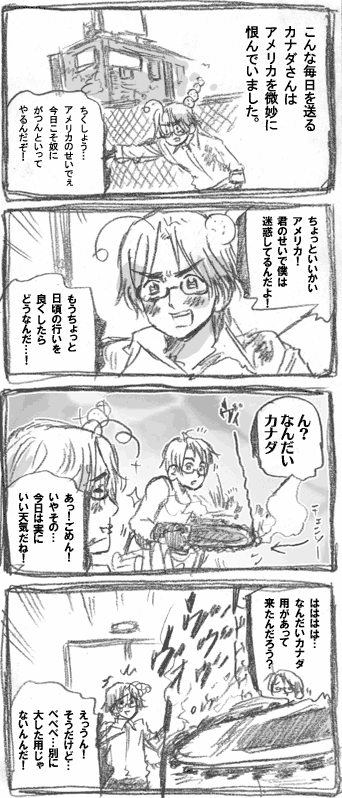 こんな毎日を送る
カナダさんは
アメリカを微妙に
恨んでいました。
ちくしょう…
アメリカのせいでぇ
今日こそ奴に
がつんといって
やるんだぞ！
ちょっといいかい
アメリカ！
君のせいで僕は
迷惑してるんだよ！
もうちょっと
日頃の行いを
良くしたら
どうなんだ…！
ん？
なんだい
カナダ
あっ！ごめん！
いやその…
今日は実に
いい天気だね！
ははははは…
なんだいカナダ
用があって
来たんだろう？
えっうん！
そうだけど…
べべべ…別に
大した用じゃ
ないんだ！